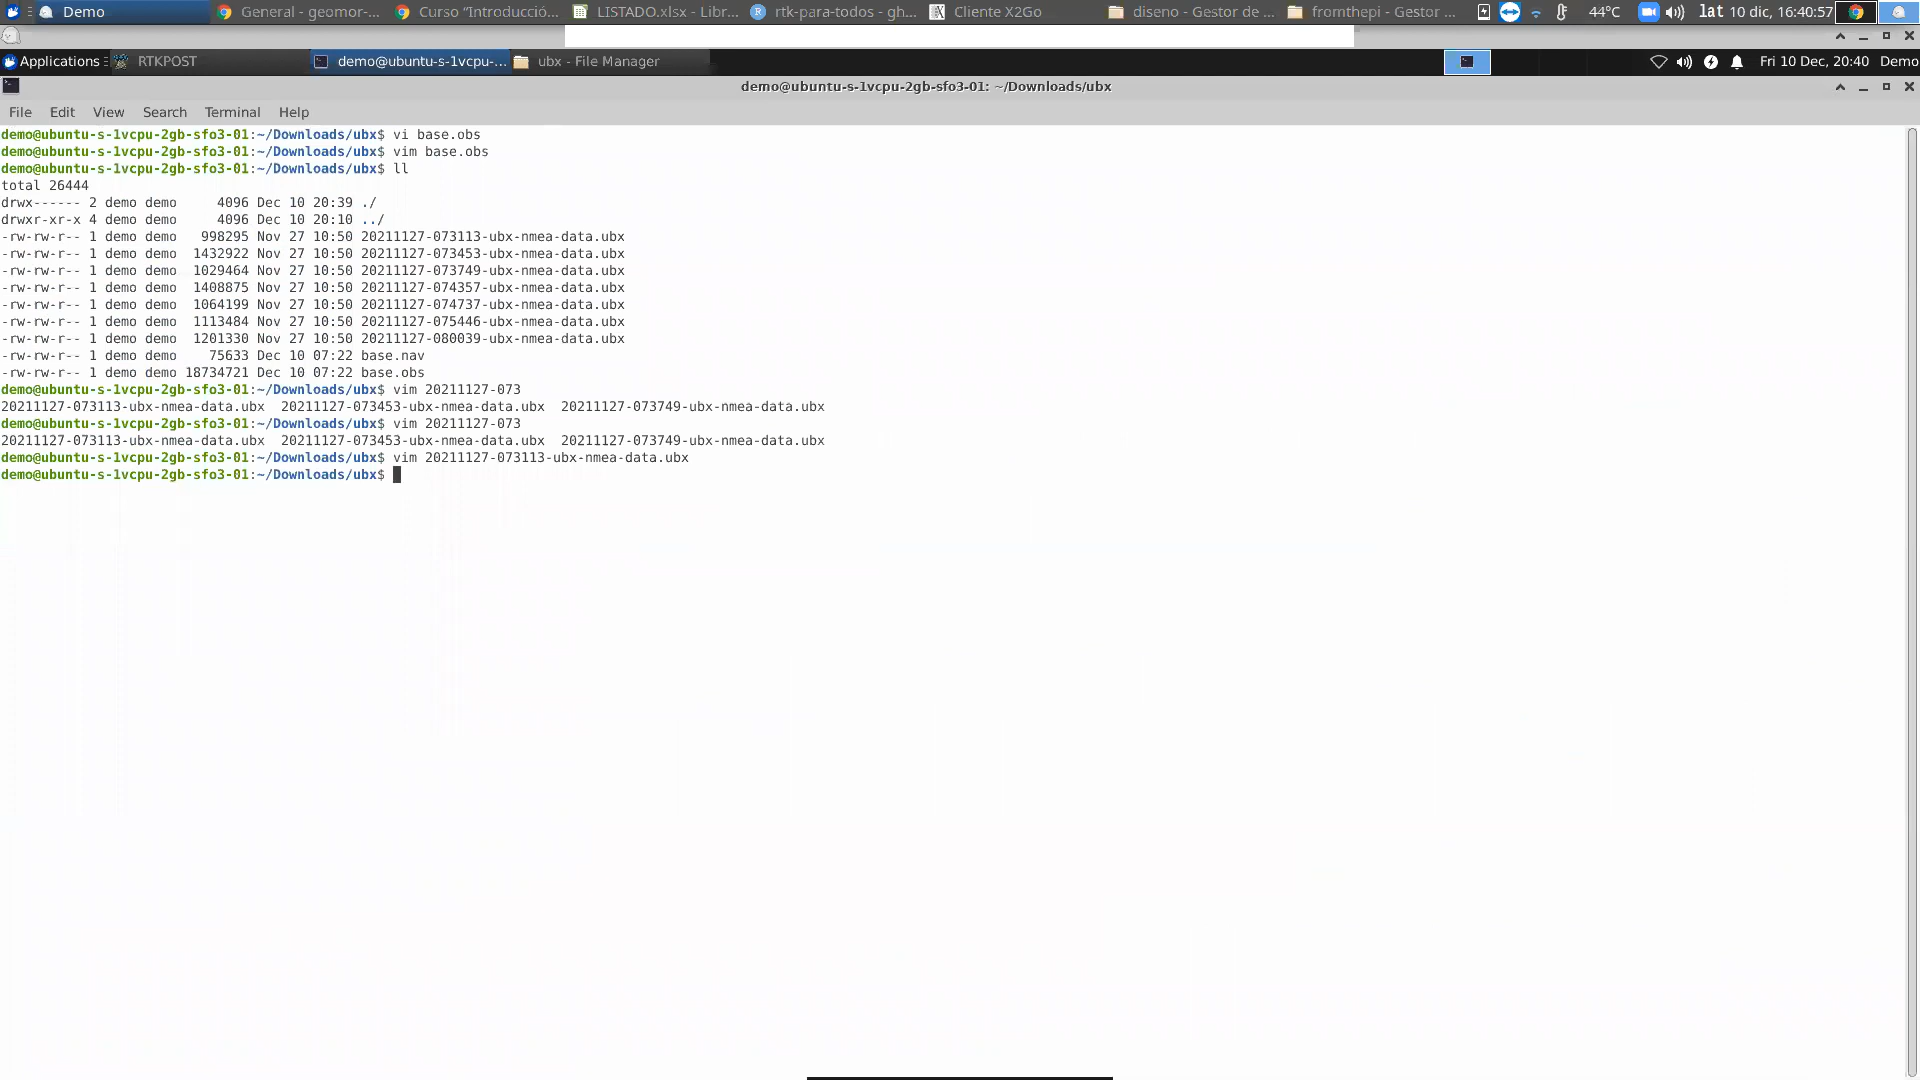 Demo General - geomor-... Curso “Introducció... LISTADO.xlsx - Libr... rtk-para-todos - gh... Cliente X2Go diseno - Gestor de ... fromthepi - Gestor ... 44°C lat 10 dic, 16:40:57
Applications RTKPOST demo@ubuntu-s-1vcpu-... ubx - File Manager Fri 10 Dec, 20:40 Demo
demo@ubuntu-s-1vcpu-2gb-sfo3-01: ~/Downloads/ubx
File Edit View Search Terminal Help
demo@ubuntu-s-1vcpu-2gb-sfo3-01:~/Downloads/ubx$ vi base.obs
demo@ubuntu-s-1vcpu-2gb-sfo3-01:~/Downloads/ubx$ vim base.obs
demo@ubuntu-s-1vcpu-2gb-sfo3-01:~/Downloads/ubx$ ll
total 26444
drwx------ 2 demo demo     4096 Dec 10 20:39 ./
drwxr-xr-x 4 demo demo     4096 Dec 10 20:10 ../
-rw-rw-r-- 1 demo demo   998295 Nov 27 10:50 20211127-073113-ubx-nmea-data.ubx
-rw-rw-r-- 1 demo demo  1432922 Nov 27 10:50 20211127-073453-ubx-nmea-data.ubx
-rw-rw-r-- 1 demo demo  1029464 Nov 27 10:50 20211127-073749-ubx-nmea-data.ubx
-rw-rw-r-- 1 demo demo  1408875 Nov 27 10:50 20211127-074357-ubx-nmea-data.ubx
-rw-rw-r-- 1 demo demo  1064199 Nov 27 10:50 20211127-074737-ubx-nmea-data.ubx
-rw-rw-r-- 1 demo demo  1113484 Nov 27 10:50 20211127-075446-ubx-nmea-data.ubx
-rw-rw-r-- 1 demo demo  1201330 Nov 27 10:50 20211127-080039-ubx-nmea-data.ubx
-rw-rw-r-- 1 demo demo    75633 Dec 10 07:22 base.nav
-rw-rw-r-- 1 demo demo 18734721 Dec 10 07:22 base.obs
demo@ubuntu-s-1vcpu-2gb-sfo3-01:~/Downloads/ubx$ vim 20211127-073
20211127-073113-ubx-nmea-data.ubx  20211127-073453-ubx-nmea-data.ubx  20211127-073749-ubx-nmea-data.ubx
demo@ubuntu-s-1vcpu-2gb-sfo3-01:~/Downloads/ubx$ vim 20211127-073
20211127-073113-ubx-nmea-data.ubx  20211127-073453-ubx-nmea-data.ubx  20211127-073749-ubx-nmea-data.ubx
demo@ubuntu-s-1vcpu-2gb-sfo3-01:~/Downloads/ubx$ vim 20211127-073113-ubx-nmea-data.ubx
demo@ubuntu-s-1vcpu-2gb-sfo3-01:~/Downloads/ubx$